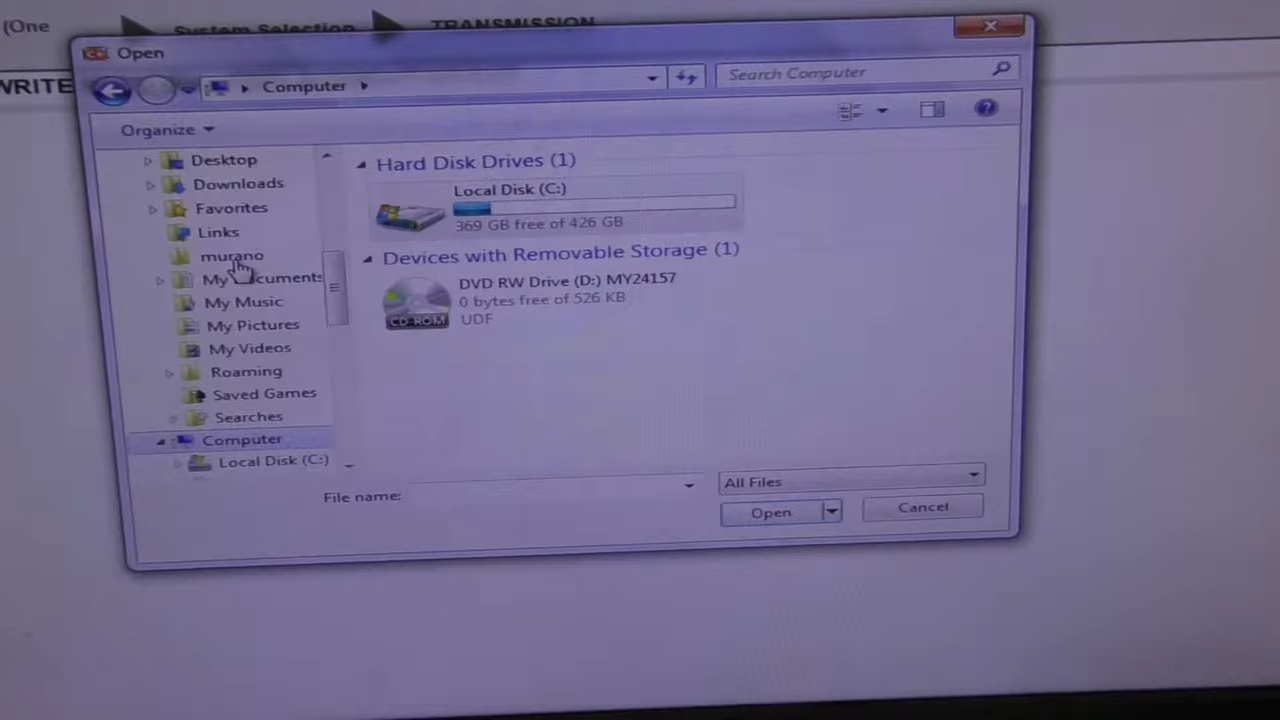 (One
System Selection
TRANSMISSION
WRITE
Open
Computer
Search Computer
Organize
Desktop
Downloads
Favorites
Links
murano
My Documents
My Music
My Pictures
My Videos
Roaming
Saved Games
Searches
Computer
Local Disk (C:)
Hard Disk Drives (1)
Local Disk (C:)
369 GB free of 426 GB
Devices with Removable Storage (1)
DVD RW Drive (D:) MY24157
0 bytes free of 526 KB
UDF
CD-ROM
File name:
All Files
Open
Cancel